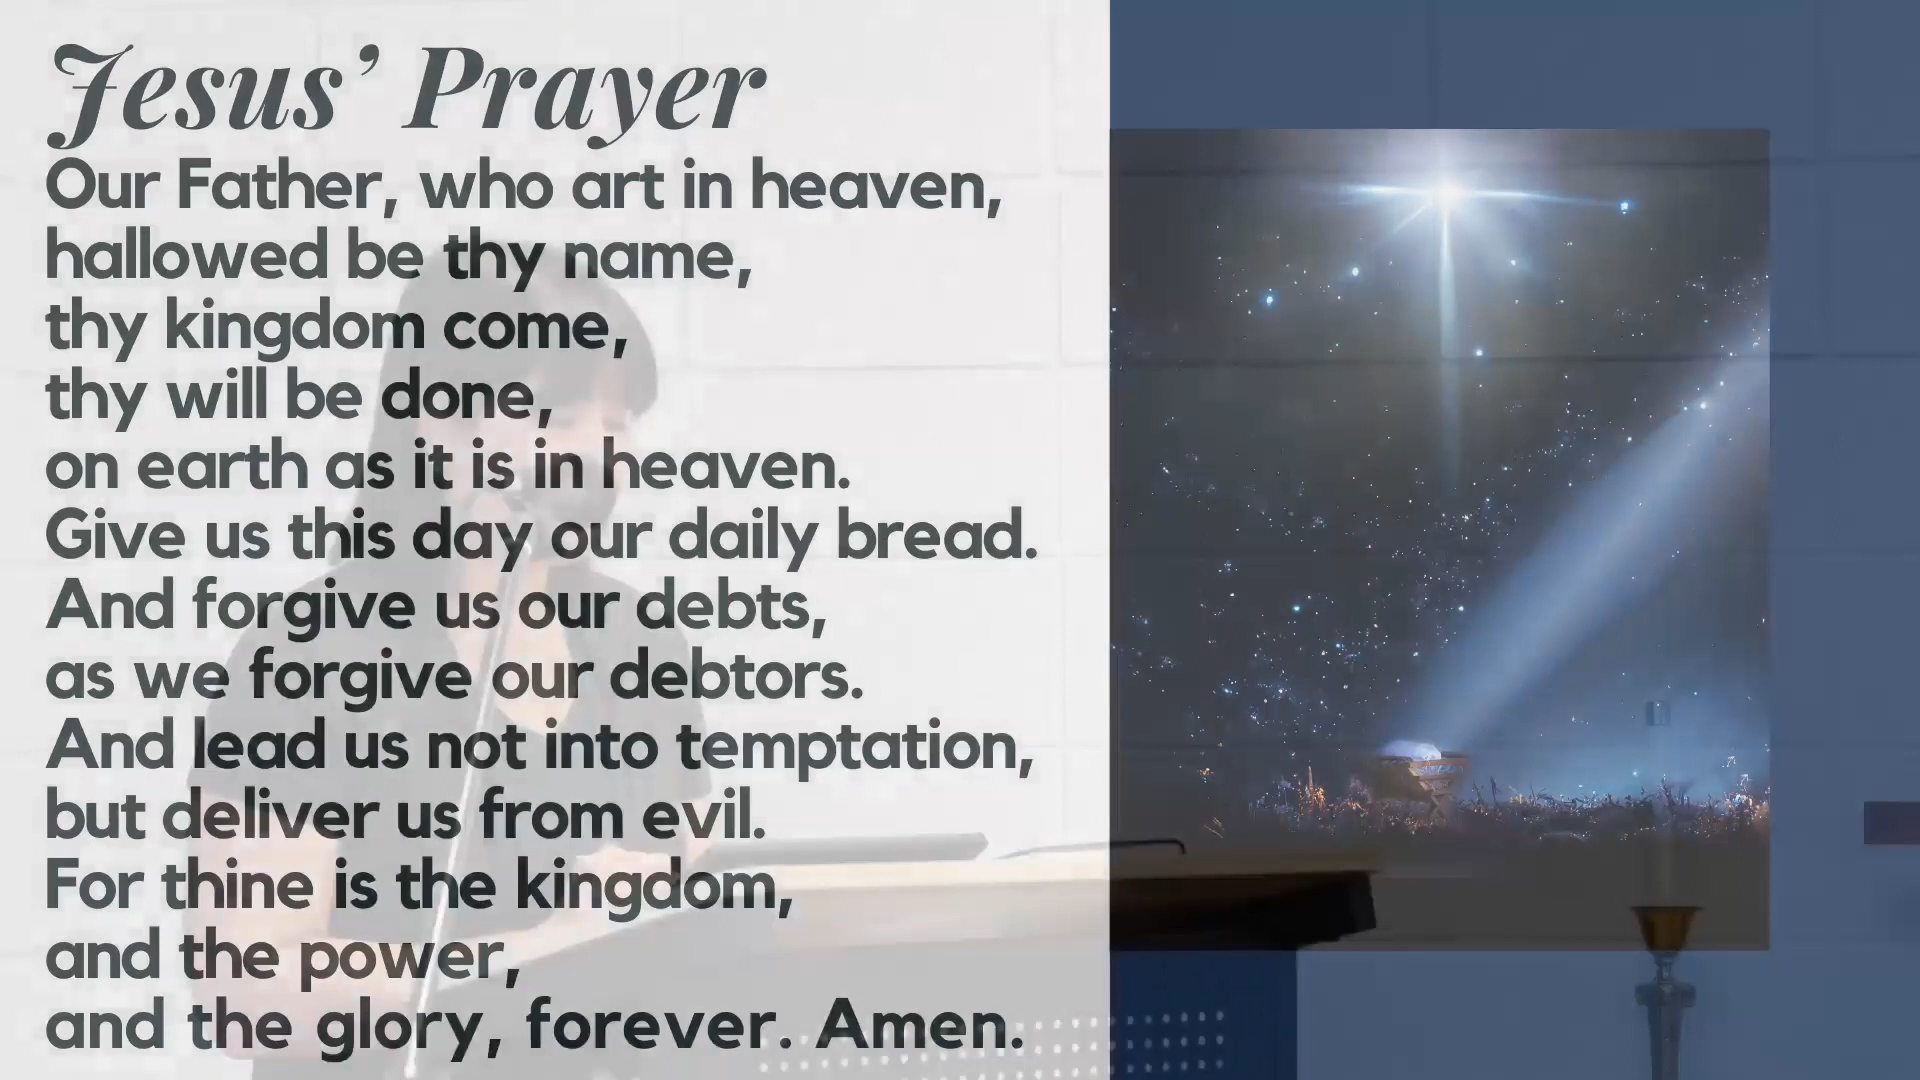 Jesus’ Prayer
Our Father, who art in heaven,
hallowed be thy name,
thy kingdom come,
thy will be done,
on earth as it is in heaven.
Give us this day our daily bread.
And forgive us our debts,
as we forgive our debtors.
And lead us not into temptation,
but deliver us from evil.
For thine is the kingdom,
and the power,
and the glory, forever. Amen.